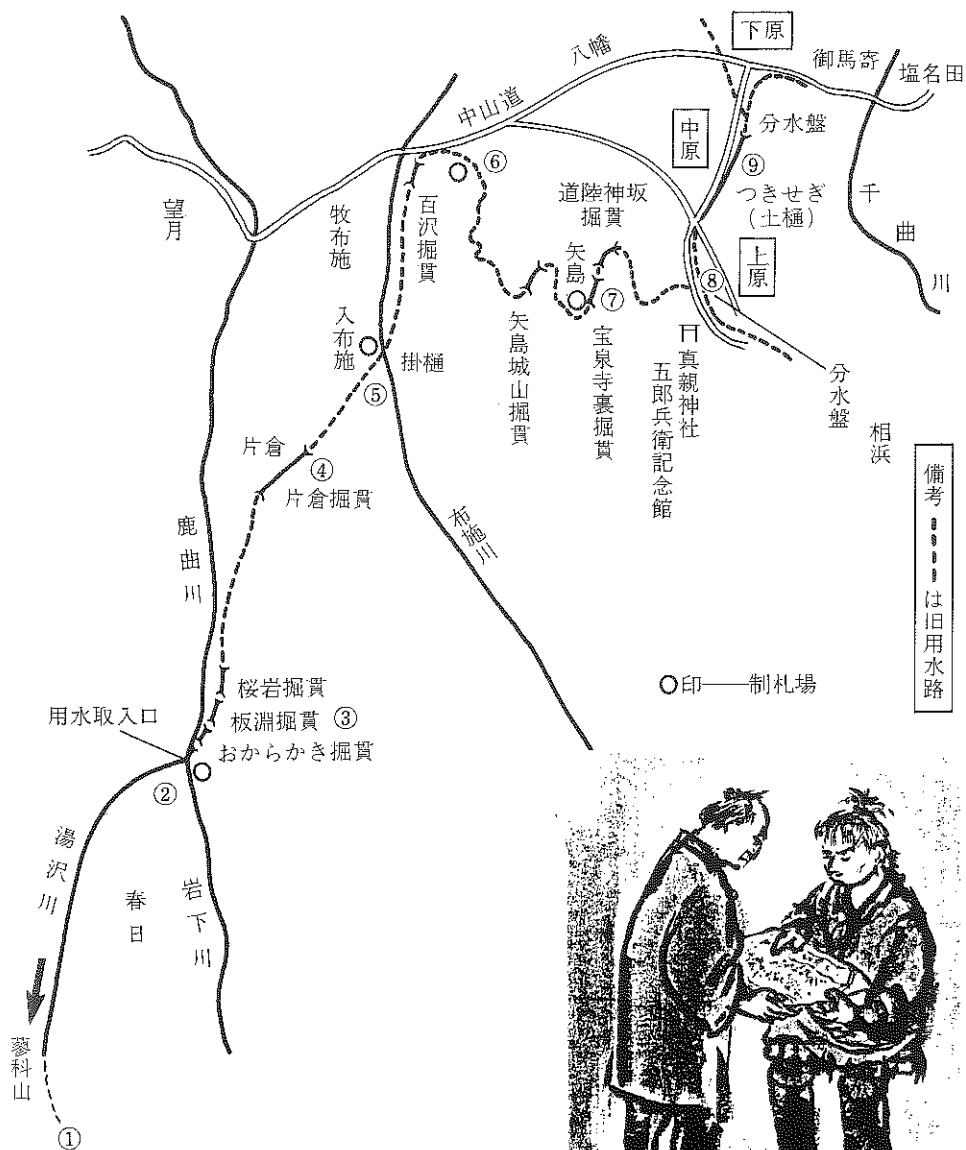 下原
八幡
御馬寄
塩名田
中山道
中原
分水盤
⑨
つきせぎ
（土樋）
千曲川
望月
牧布施
百沢掘貫
⑥
道陸神坂
掘貫
矢島
⑦
上原
⑧
入布施
掛樋
⑤
矢島城山掘貫
宝泉寺裏掘貫
真親神社
五郎兵衛記念館
分水盤
相浜
片倉
④
片倉掘貫
鹿曲川
布施川
備考 は旧用水路
○印――制札場
桜岩掘貫
用水取入口
板淵掘貫 ③
おからかき掘貫
②
湯沢川
春日
岩下川
蓼科山
①